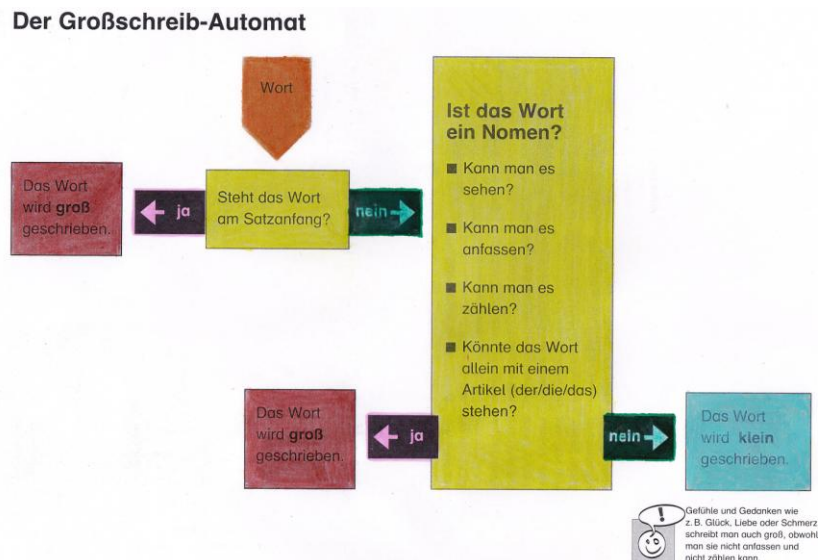 Der Großschreib-Automat
Wort
Das Wort
wird groß
geschrieben.
ja
Steht das Wort
am Satzanfang?
nein
Ist das Wort
ein Nomen?
Kann man es
sehen?
Kann man es
anfassen?
Kann man es
zählen?
Könnte das Wort
allein mit einem
Artikel (der/die/das)
stehen?
Das Wort
wird groß
geschrieben.
ja
nein
Das Wort
wird klein
geschrieben.
!
Gefühle und Gedanken wie
z. B. Glück, Liebe oder Schmerz
schreibt man auch groß, obwohl
man sie nicht anfassen und
nicht zählen kann